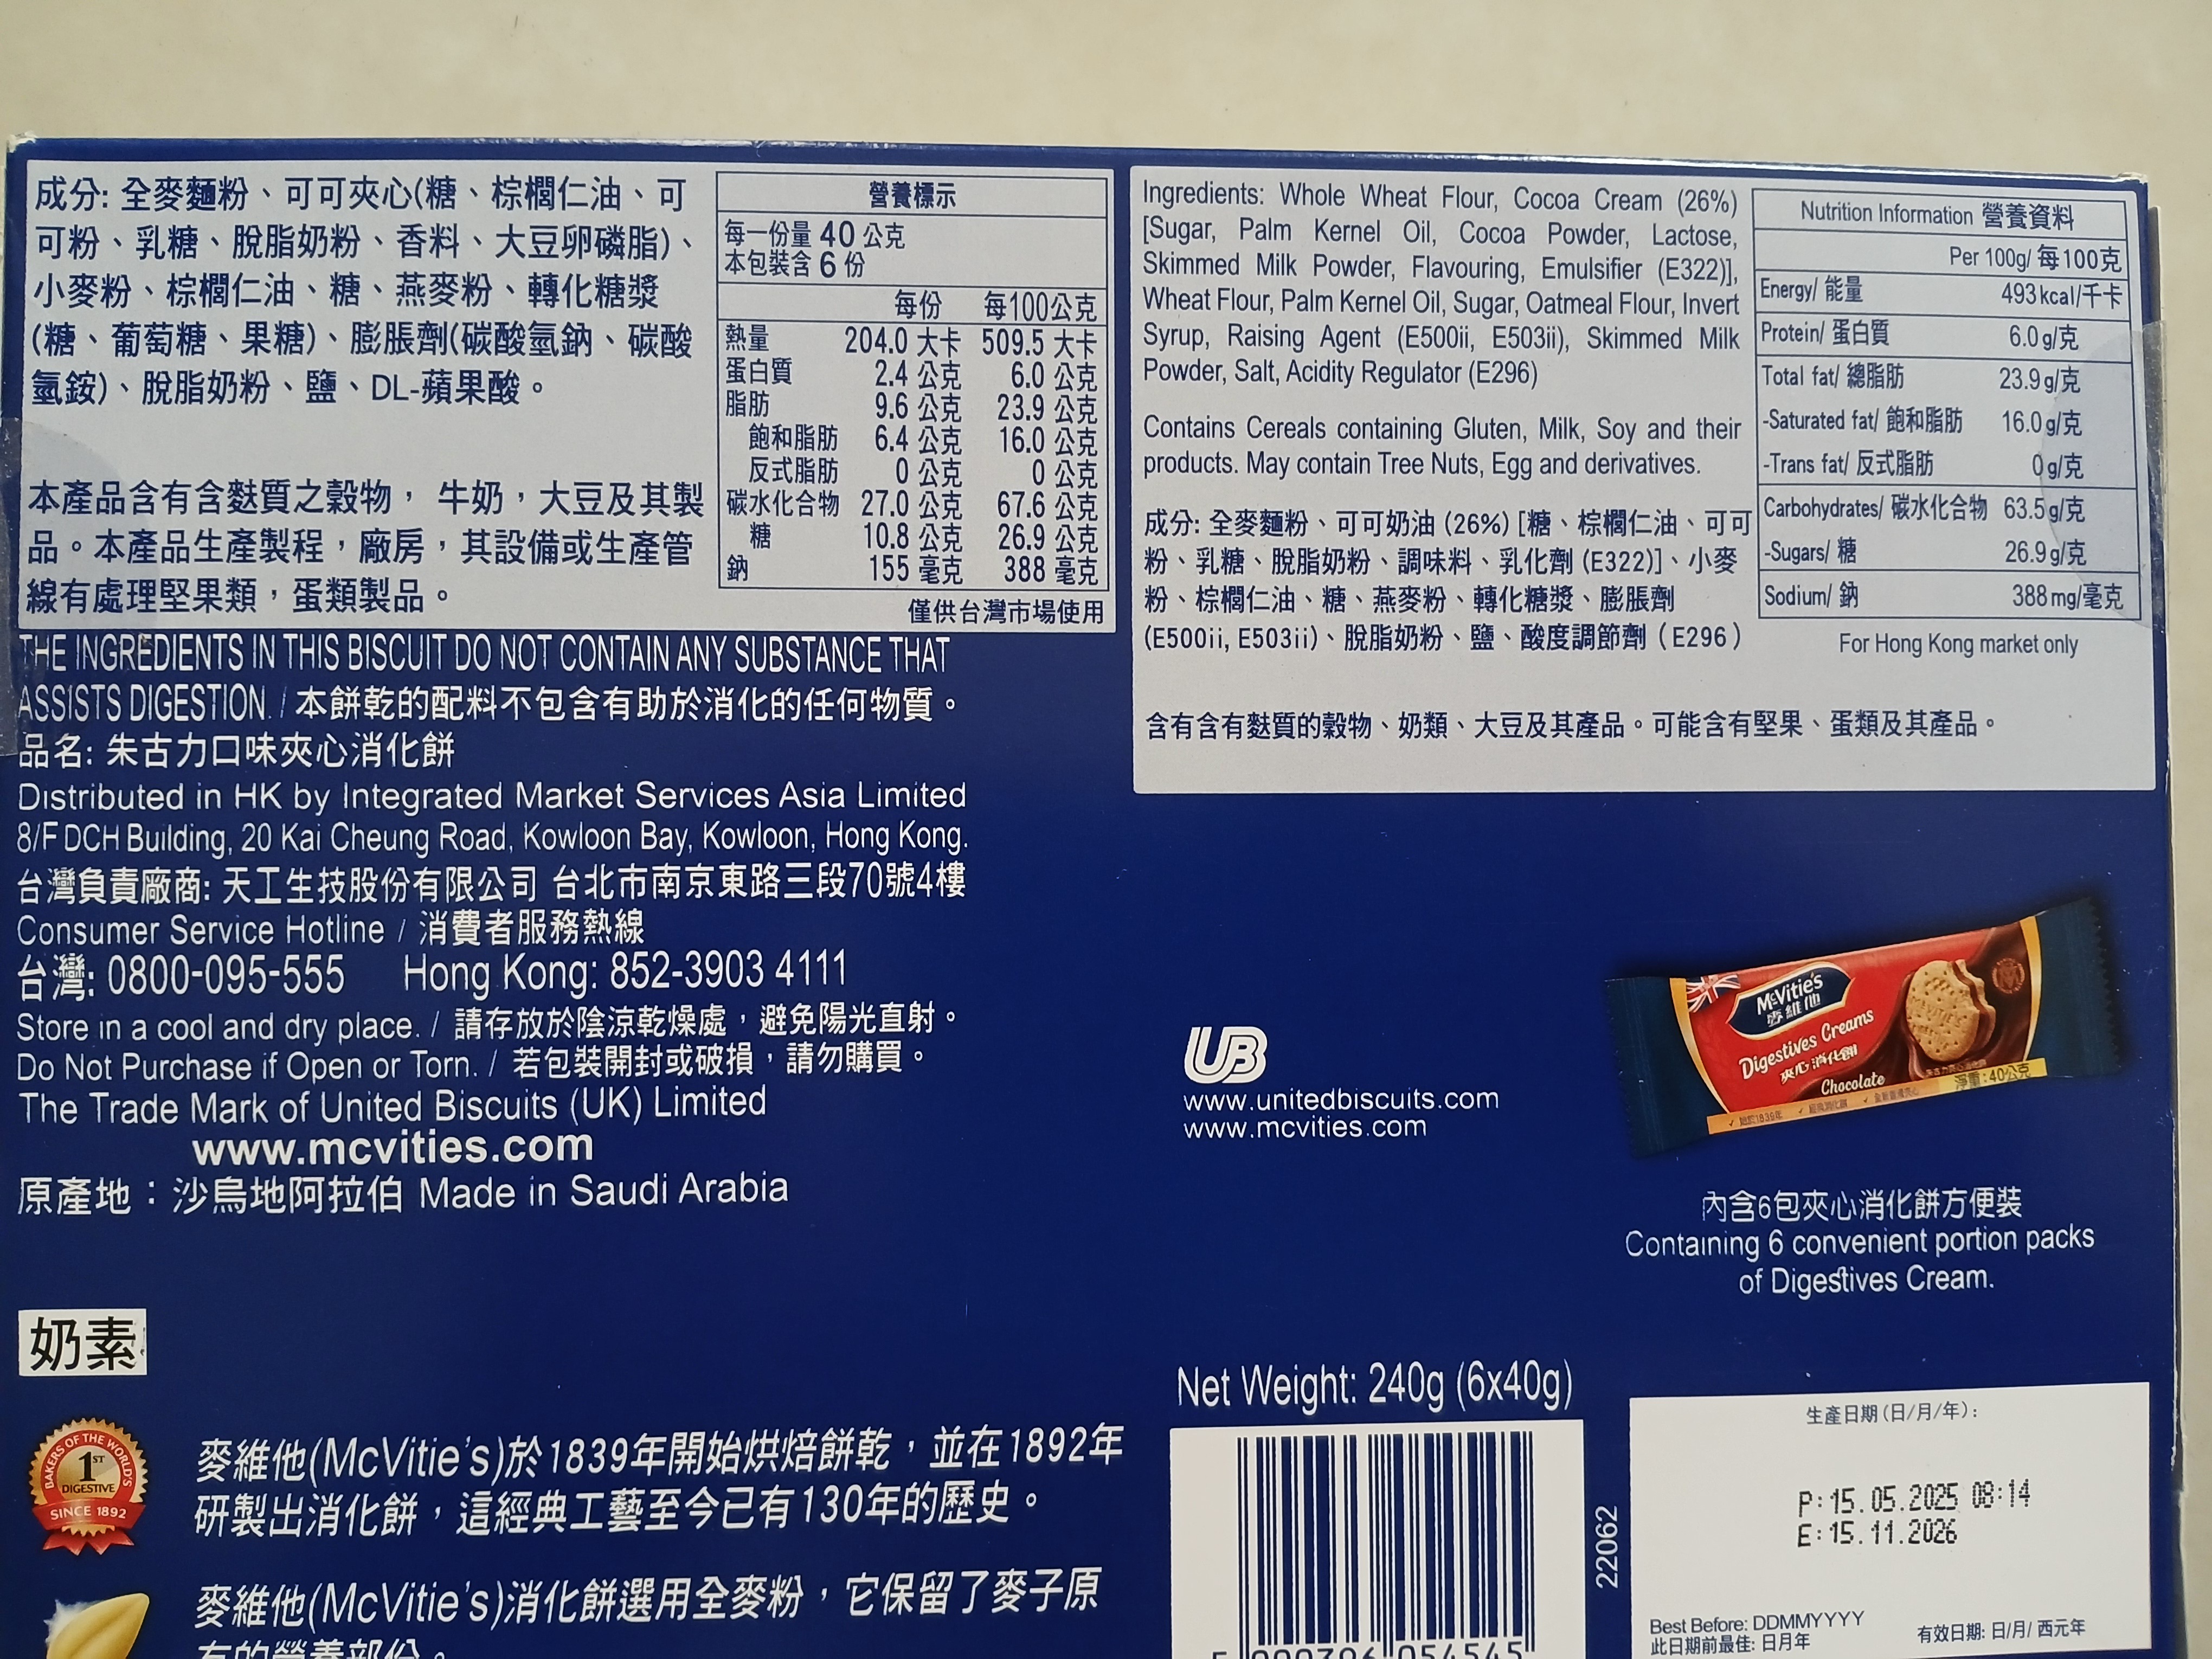 成分: 全麥麵粉、可可夾心(糖、棕櫚仁油、可
可粉、乳糖、脫脂奶粉、香料、大豆卵磷脂)、
小麥粉、棕櫚仁油、糖、燕麥粉、轉化糖漿
(糖、葡萄糖、果糖)、膨脹劑(碳酸氫鈉、碳酸
氫銨)、脫脂奶粉、鹽、DL-蘋果酸。
本產品含有含麩質之穀物， 牛奶，大豆及其製
品。本產品生產製程，廠房，其設備或生產管
線有處理堅果類，蛋類製品。
營養標示
每一份量 40 公克
本包裝含 6 份
每份 每100公克
熱量 204.0 大卡 509.5 大卡
蛋白質 2.4 公克 6.0 公克
脂肪 9.6 公克 23.9 公克
飽和脂肪 6.4 公克 16.0 公克
反式脂肪 0 公克 0 公克
碳水化合物 27.0 公克 67.6 公克
糖 10.8 公克 26.9 公克
鈉 155 毫克 388 毫克
僅供台灣市場使用
Ingredients: Whole Wheat Flour, Cocoa Cream (26%)
[Sugar, Palm Kernel Oil, Cocoa Powder, Lactose,
Skimmed Milk Powder, Flavouring, Emulsifier (E322)],
Wheat Flour, Palm Kernel Oil, Sugar, Oatmeal Flour, Invert
Syrup, Raising Agent (E500ii, E503ii), Skimmed Milk
Powder, Salt, Acidity Regulator (E296)
Contains Cereals containing Gluten, Milk, Soy and their
products. May contain Tree Nuts, Egg and derivatives.
成分: 全麥麵粉、可可奶油 (26%) [糖、棕櫚仁油、可可
粉、乳糖、脫脂奶粉、調味料、乳化劑 (E322)]、小麥
粉、棕櫚仁油、糖、燕麥粉、轉化糖漿、膨脹劑
(E500ii, E503ii)、脫脂奶粉、鹽、酸度調節劑（E296）
含有含有麩質的穀物、奶類、大豆及其產品。可能含有堅果、蛋類及其產品。
Nutrition Information 營養資料
Per 100g/ 每100克
Energy/ 能量 493 kcal/千卡
Protein/ 蛋白質 6.0 g/克
Total fat/ 總脂肪 23.9 g/克
-Saturated fat/ 飽和脂肪 16.0 g/克
-Trans fat/ 反式脂肪 0 g/克
Carbohydrates/ 碳水化合物 63.5 g/克
-Sugars/ 糖 26.9 g/克
Sodium/ 鈉 388 mg/毫克
For Hong Kong market only
THE INGREDIENTS IN THIS BISCUIT DO NOT CONTAIN ANY SUBSTANCE THAT
ASSISTS DIGESTION. / 本餅乾的配料不包含有助於消化的任何物質。
品名: 朱古力口味夾心消化餅
Distributed in HK by Integrated Market Services Asia Limited
8/F DCH Building, 20 Kai Cheung Road, Kowloon Bay, Kowloon, Hong Kong.
台灣負責廠商: 天工生技股份有限公司 台北市南京東路三段70號4樓
Consumer Service Hotline / 消費者服務熱線
台灣: 0800-095-555 Hong Kong: 852-3903 4111
Store in a cool and dry place. / 請存放於陰涼乾燥處，避免陽光直射。
Do Not Purchase if Open or Torn. / 若包裝開封或破損，請勿購買。
The Trade Mark of United Biscuits (UK) Limited
www.mcvities.com
原產地：沙烏地阿拉伯 Made in Saudi Arabia
UB
www.unitedbiscuits.com
www.mcvities.com
McVitie's
麥維他
Digestives Creams
夾心消化餅
Chocolate
淨重:40公克
內含6包夾心消化餅方便裝
Containing 6 convenient portion packs
of Digestives Cream.
奶素
BAKERS OF THE WORLD'S
1ST
DIGESTIVE
SINCE 1892
麥維他(McVitie's)於1839年開始烘焙餅乾，並在1892年
研製出消化餅，這經典工藝至今已有130年的歷史。
麥維他(McVitie's)消化餅選用全麥粉，它保留了麥子原
有的營養部份。
Net Weight: 240g (6x40g)
22062
生產日期 (日/月/年):
P: 15. 05. 2025 08:14
E: 15. 11. 2026
Best Before: DDMMYYYY
此日期前最佳: 日月年
有效日期: 日/月/ 西元年